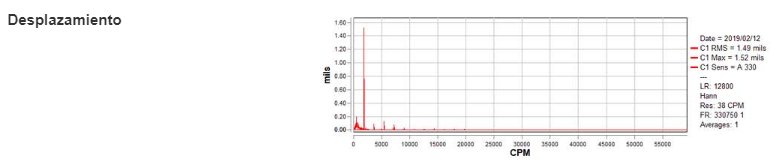 Desplazamiento
1.60
1.40
1.20
1.00
0.80
0.60
0.40
0.20
0.00
mils
0
5000
10000
15000
20000
25000
30000
35000
40000
45000
50000
55000
CPM
Date = 2019/02/12
C1 RMS = 1.49 mils
C1 Max = 1.52 mils
C1 Sens = A 330
---
LR: 12800
Hann
Res: 38 CPM
FR: 330750 1
Averages: 1